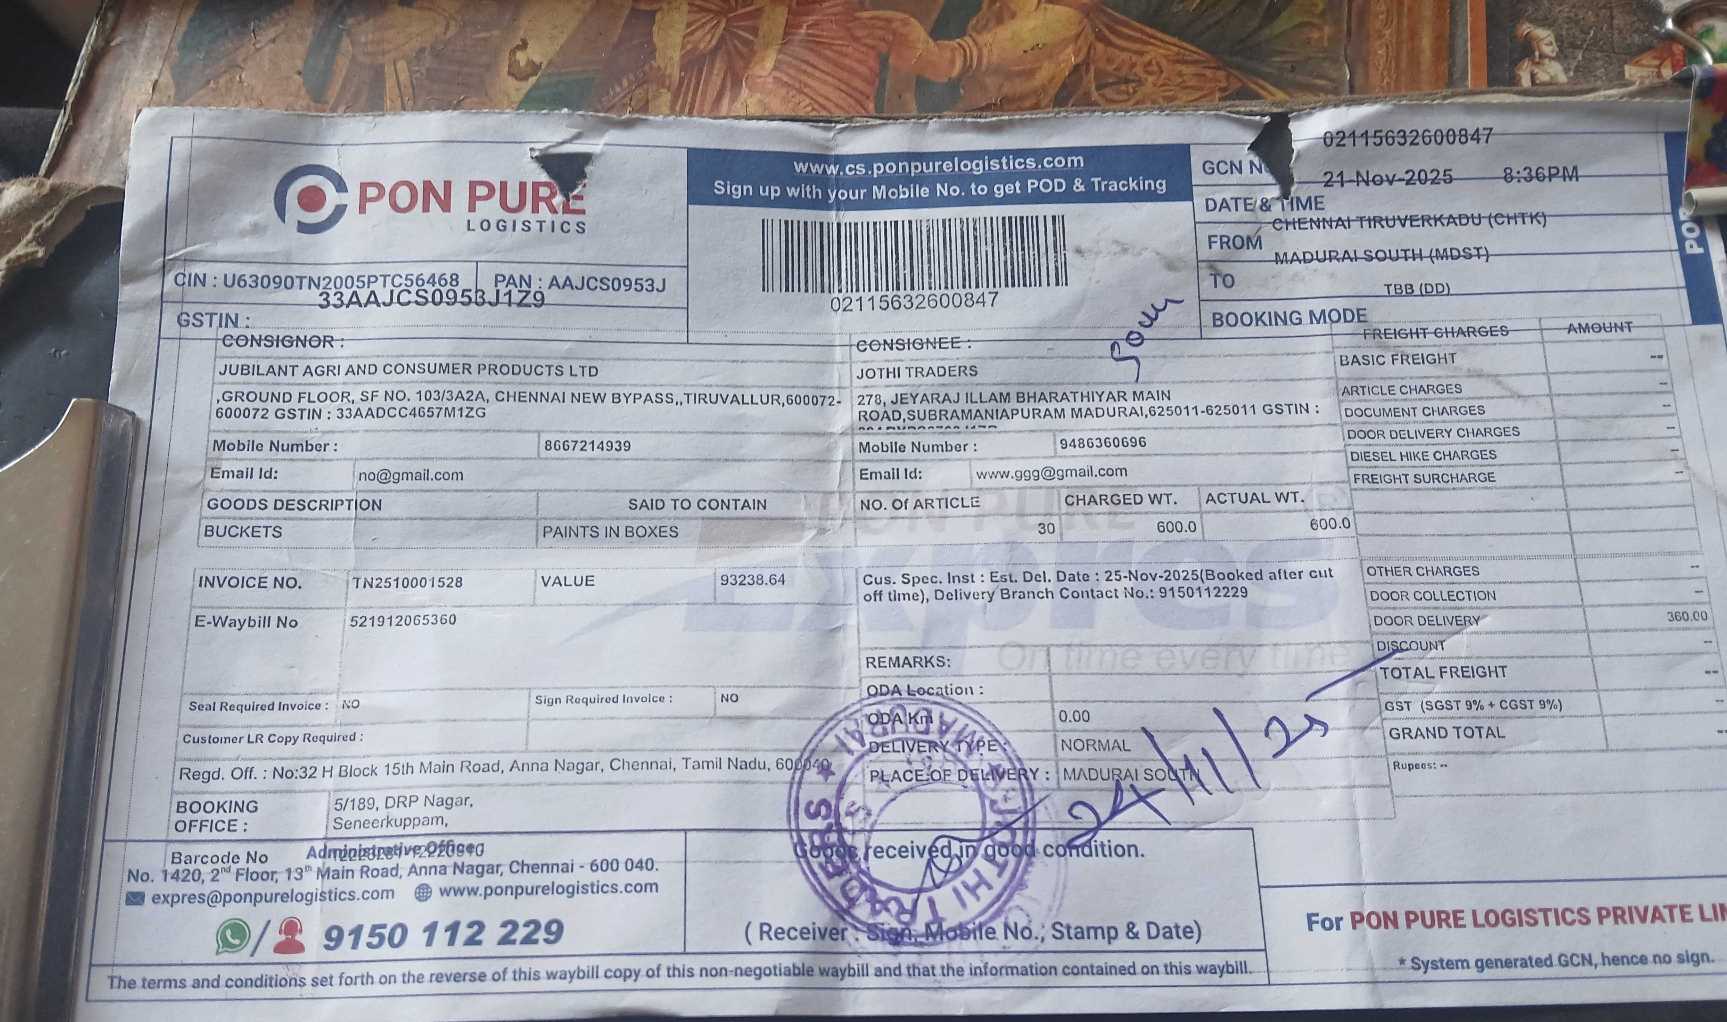 PON PURE
LOGISTICS
CIN : U63090TN2005PTC56468 PAN : AAJCS0953J
33AAJCS0953J1Z9
GSTIN :
www.cs.ponpurelogistics.com
Sign up with your Mobile No. to get POD & Tracking
02115632600847
02115632600847
GCN N
21-Nov-2025 8:36PM
DATE & TIME
CHENNAI TIRUVERKADU (CHTK)
FROM
MADURAI SOUTH (MDST)
TO
TBB (DD)
BOOKING MODE
PO
CONSIGNOR :
JUBILANT AGRI AND CONSUMER PRODUCTS LTD
,GROUND FLOOR, SF NO. 103/3A2A, CHENNAI NEW BYPASS,,TIRUVALLUR,600072-
600072 GSTIN : 33AADCC4657M1ZG
Mobile Number : 8667214939
Email Id: no@gmail.com
GOODS DESCRIPTION SAID TO CONTAIN
BUCKETS PAINTS IN BOXES
CONSIGNEE :
JOTHI TRADERS
278, JEYARAJ ILLAM BHARATHIYAR MAIN
ROAD,SUBRAMANIAPURAM MADURAI,625011-625011 GSTIN :
Mobile Number : 9486360696
Email Id: www.ggg@gmail.com
NO. Of ARTICLE CHARGED WT. ACTUAL WT.
30 600.0 600.0
FREIGHT CHARGES AMOUNT
BASIC FREIGHT --
ARTICLE CHARGES --
DOCUMENT CHARGES --
DOOR DELIVERY CHARGES --
DIESEL HIKE CHARGES --
FREIGHT SURCHARGE --
INVOICE NO. TN2510001528 VALUE 93238.64
E-Waybill No 521912065360
Seal Required Invoice : NO Sign Required Invoice : NO
Customer LR Copy Required :
Regd. Off. : No:32 H Block 15th Main Road, Anna Nagar, Chennai, Tamil Nadu, 600040
BOOKING OFFICE : 5/189, DRP Nagar,
Seneerkuppam,
Cus. Spec. Inst : Est. Del. Date : 25-Nov-2025(Booked after cut
off time), Delivery Branch Contact No.: 9150112229
PON PURE
Expres
On time every time
REMARKS:
ODA Location :
ODA Km 0.00
DELIVERY TYPE : NORMAL
PLACE OF DELIVERY : MADURAI SOUTH
24/11/25
OTHER CHARGES --
DOOR COLLECTION --
DOOR DELIVERY 360.00
DISCOUNT --
TOTAL FREIGHT --
GST (SGST 9% + CGST 9%) --
GRAND TOTAL --
Rupees: --
Barcode No
Administrative Office
No. 1420, 2nd Floor, 13th Main Road, Anna Nagar, Chennai - 600 040.
expres@ponpurelogistics.com www.ponpurelogistics.com
9150 112 229
JOTHI TRADERS
MADURAI
Goods received in good condition.
( Receiver : Sign, Mobile No., Stamp & Date)
For PON PURE LOGISTICS PRIVATE LI
* System generated GCN, hence no sign.
The terms and conditions set forth on the reverse of this waybill copy of this non-negotiable waybill and that the information contained on this waybill.